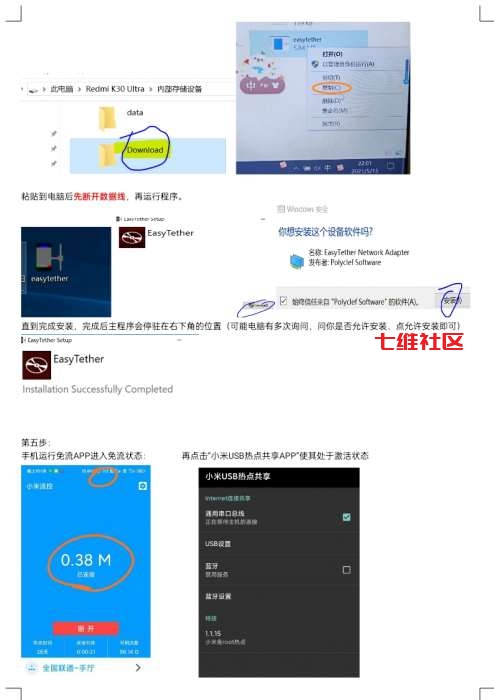 easytether
打开(O)
以管理员身份运行(A)
复制(C)
22:01
2021/5/13
中
此电脑 › Redmi K30 Ultra › 内部存储设备
data
Download
粘贴到电脑后先断开数据线，再运行程序。
EasyTether Setup
EasyTether
easytether
Windows 安全
你想安装这个设备软件吗?
名称: EasyTether Network Adapter
发布者: Polyclef Software
始终信任来自 "Polyclef Software" 的软件(A)。
安装(I)
直到完成安装，完成后主程序会停驻在右下角的位置（可能电脑有多次询问，问你是否允许安装、点允许安装即可）
七维社区
EasyTether Setup
EasyTether
Installation Successfully Completed
第五步：
手机运行免流APP进入免流状态：
再点击"小米USB热点共享APP"使其处于激活状态
小米流控
0.38 M
已连接
断 开
全国联通-手厅
小米USB热点共享
Internet连接共享
通用串口总线
正在等待主机的连接
USB设置
蓝牙
禁用服务
蓝牙设置
1.1.15
小米免root热点